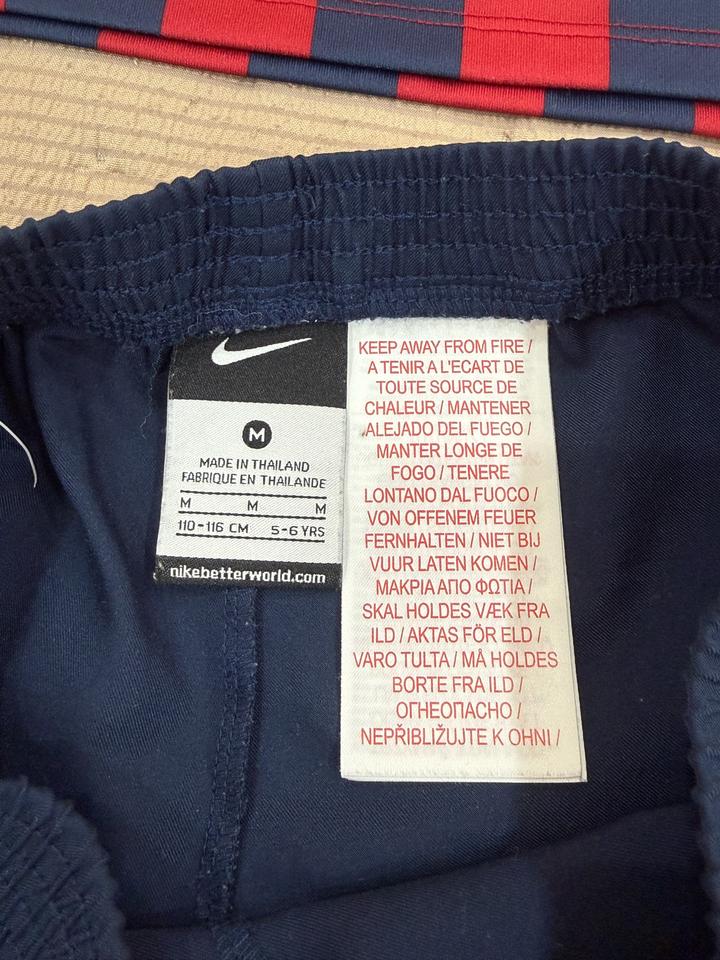 M
MADE IN THAILAND
FABRIQUE EN THAILANDE
M M M
110-116 CM 5-6 YRS
nikebetterworld.com
KEEP AWAY FROM FIRE /
A TENIR A L'ECART DE
TOUTE SOURCE DE
CHALEUR / MANTENER
ALEJADO DEL FUEGO /
MANTER LONGE DE
FOGO / TENERE
LONTANO DAL FUOCO /
VON OFFENEM FEUER
FERNHALTEN / NIET BIJ
VUUR LATEN KOMEN /
ΜΑΚΡΙΑ ΑΠΟ ΦΩΤΙΑ /
SKAL HOLDES VÆK FRA
ILD / AKTAS FÖR ELD /
VARO TULTA / MÅ HOLDES
BORTE FRA ILD /
ОГНЕОПАСНО /
NEPŘIBLIŽUJTE K OHNI /